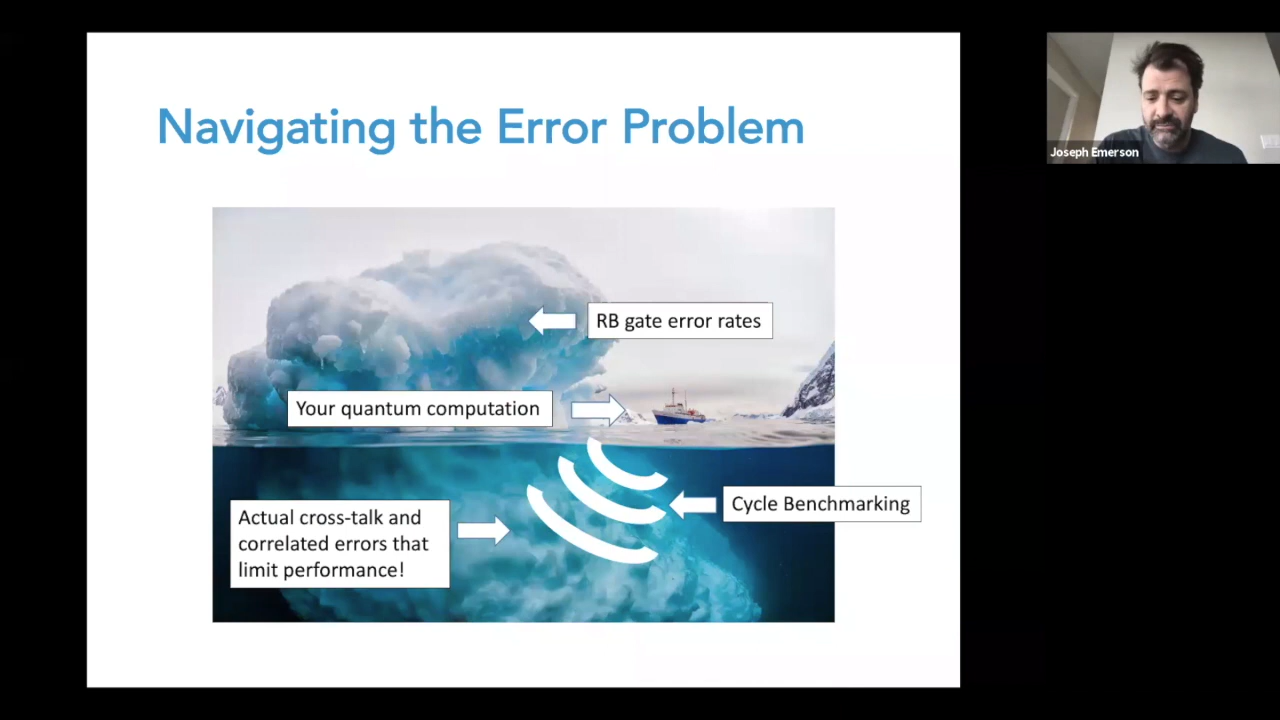 Navigating the Error Problem
Joseph Emerson
RB gate error rates
Your quantum computation
Cycle Benchmarking
Actual cross-talk and
correlated errors that
limit performance!